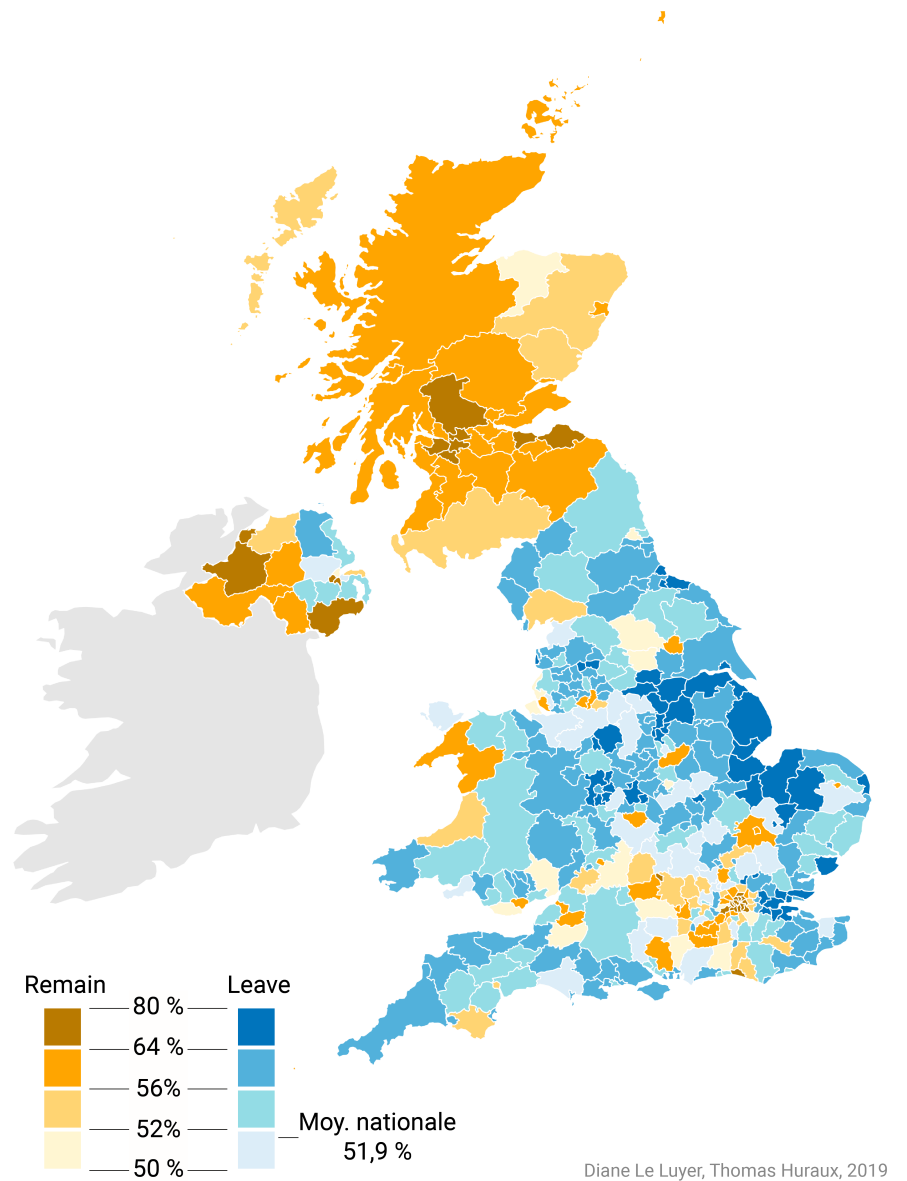 Remain
Leave
80 %
64 %
56%
52%
50 %
Moy. nationale
51,9 %
Diane Le Luyer, Thomas Huraux, 2019